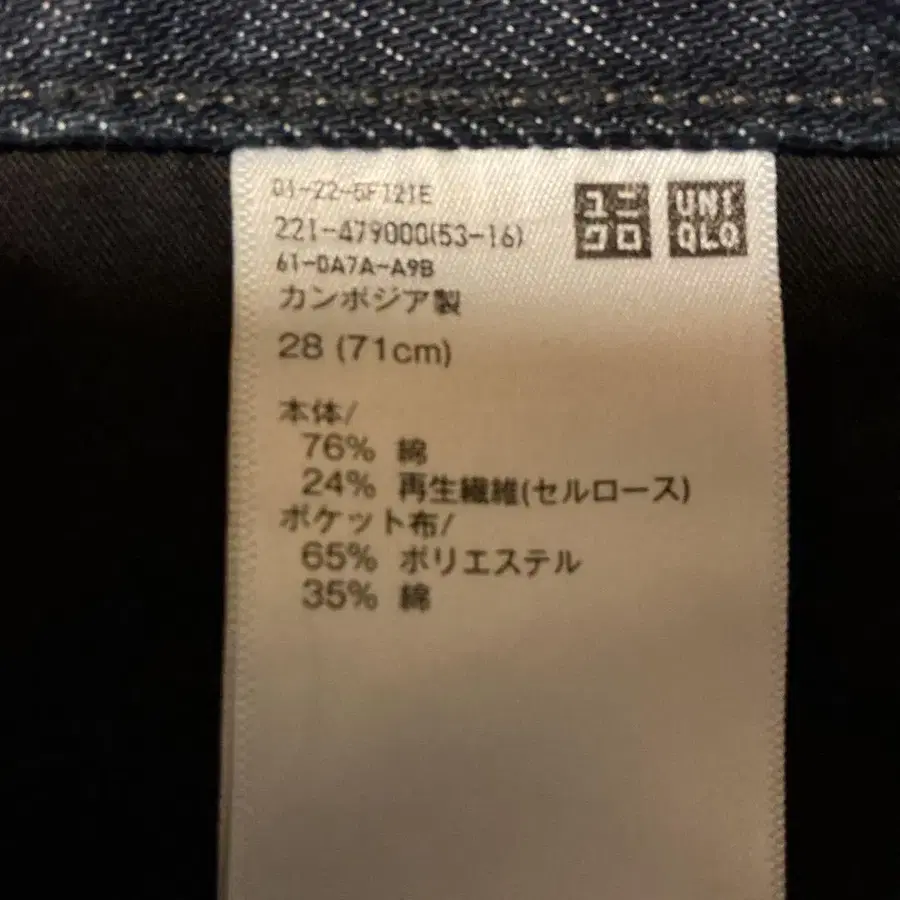 01-22-5F121E
221-479000(53-16)
61-0A7A-A9B
カンボジア製
28 (71cm)
本体/
76% 綿
24% 再生繊維(セルロース)
ポケット布/
65% ポリエステル
35% 綿
ユニ
クロ
UNI
QLO